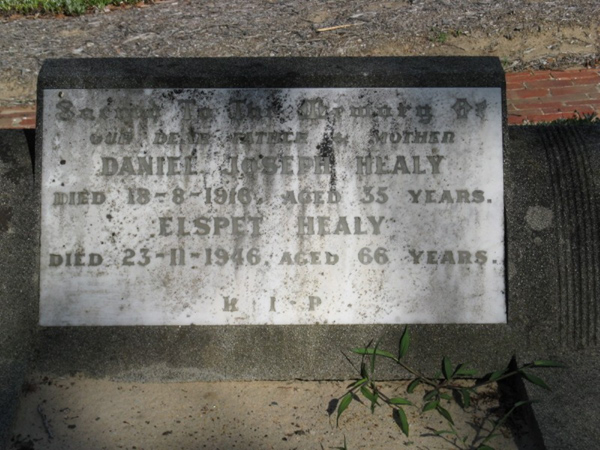 Sacred To The Memory Of
OUR DEAR FATHER & MOTHER
DANIEL JOSEPH HEALY
DIED 18-8-1916, AGED 35 YEARS.
ELSPET HEALY
DIED 23-11-1946, AGED 66 YEARS.
R I P